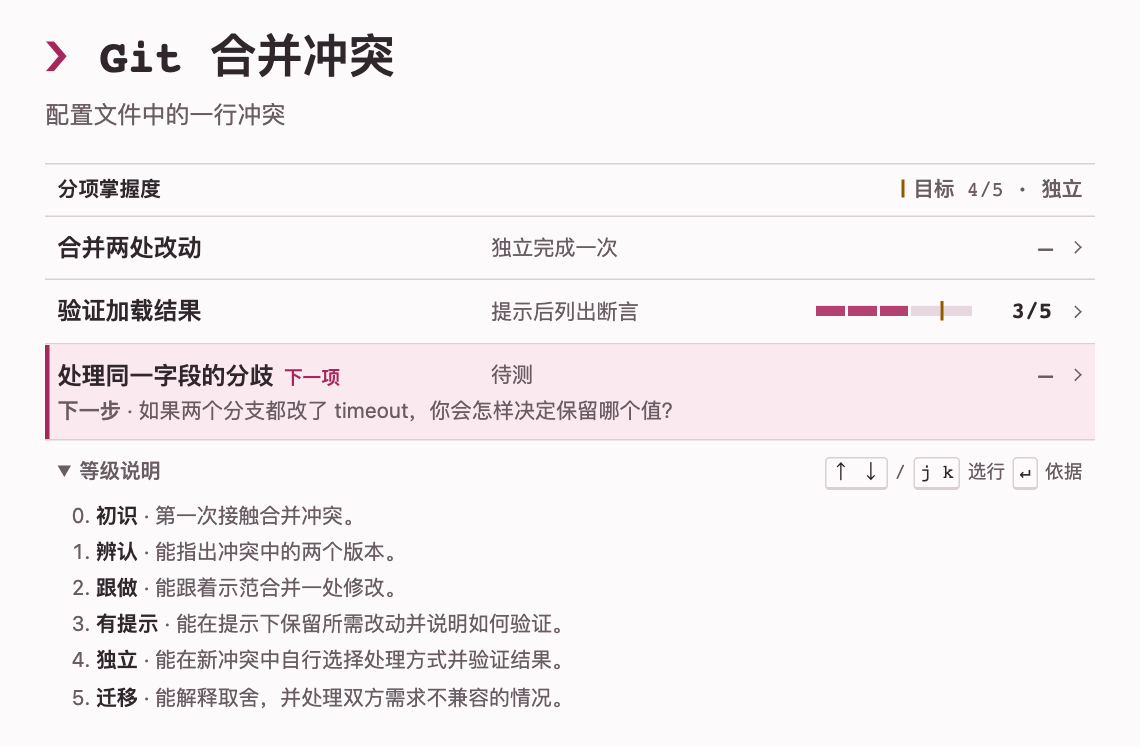 ❯ Git 合并冲突
配置文件中的一行冲突
分项掌握度 目标 4/5 · 独立
合并两处改动 独立完成一次 —
验证加载结果 提示后列出断言 3/5
处理同一字段的分歧 下一项 待测 —
下一步 · 如果两个分支都改了 timeout，你会怎样决定保留哪个值？
▼ 等级说明 ↑ ↓ / j k 选行 ↵ 依据
0. 初识 · 第一次接触合并冲突。
1. 辨认 · 能指出冲突中的两个版本。
2. 跟做 · 能跟着示范合并一处修改。
3. 有提示 · 能在提示下保留所需改动并说明如何验证。
4. 独立 · 能在新冲突中自行选择处理方式并验证结果。
5. 迁移 · 能解释取舍，并处理双方需求不兼容的情况。